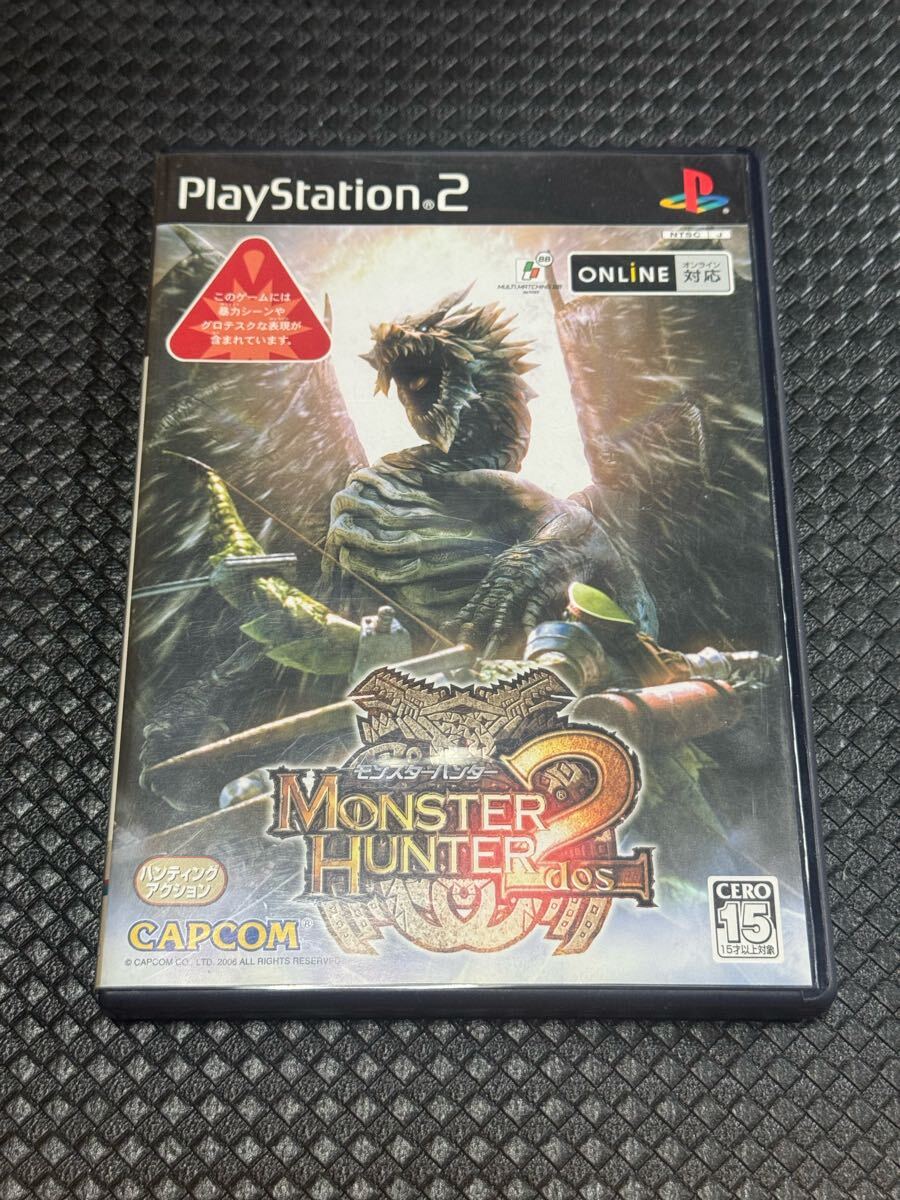 PlayStation®2
NTSC J
このゲームには
暴力シーンや
グロテスクな表現が
含まれています。
BB
MULTI MATCHING BB
ONLiNE
オンライン
対応
モンスターハンター
MONSTER
HUNTER 2
®
dos
ハンティング
アクション
CAPCOM®
© CAPCOM CO., LTD. 2006 ALL RIGHTS RESERVED.
CERO
15
15才以上対象